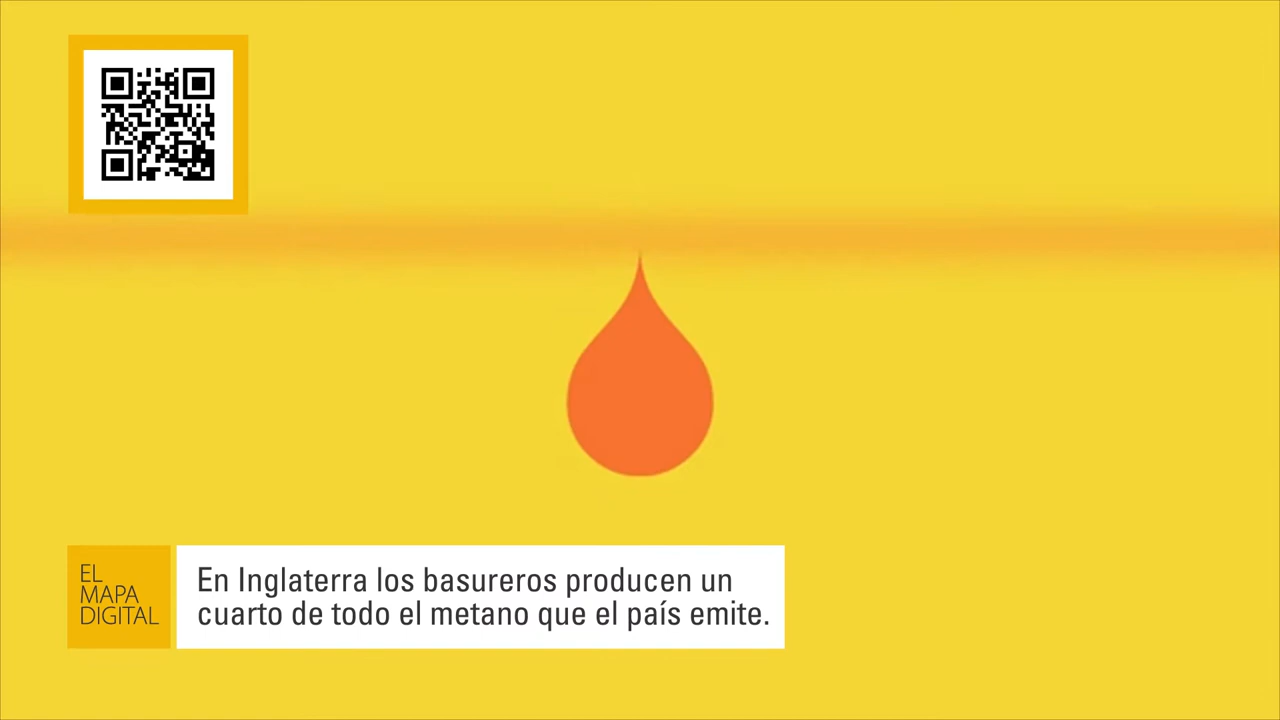 EL
MAPA
DIGITAL
En Inglaterra los basureros producen un
cuarto de todo el metano que el país emite.